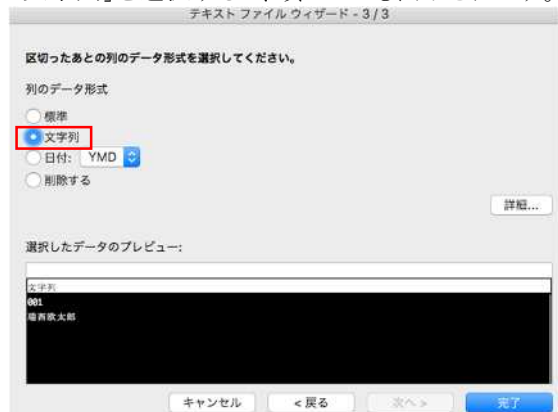 テキスト ファイル ウィザード - 3 / 3
区切ったあとの列のデータ形式を選択してください。
列のデータ形式
標準
文字列
日付: YMD
削除する
詳細...
選択したデータのプレビュー:
文字列
001
欧太郎
キャンセル
< 戻る
次へ >
完了